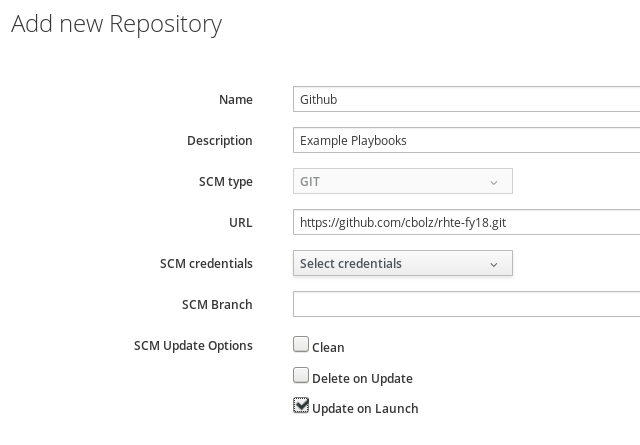 Add new Repository
Name Github
Description Example Playbooks
SCM type GIT
URL https://github.com/cbolz/rhte-fy18.git
SCM credentials Select credentials
SCM Branch
SCM Update Options Clean
Delete on Update
Update on Launch